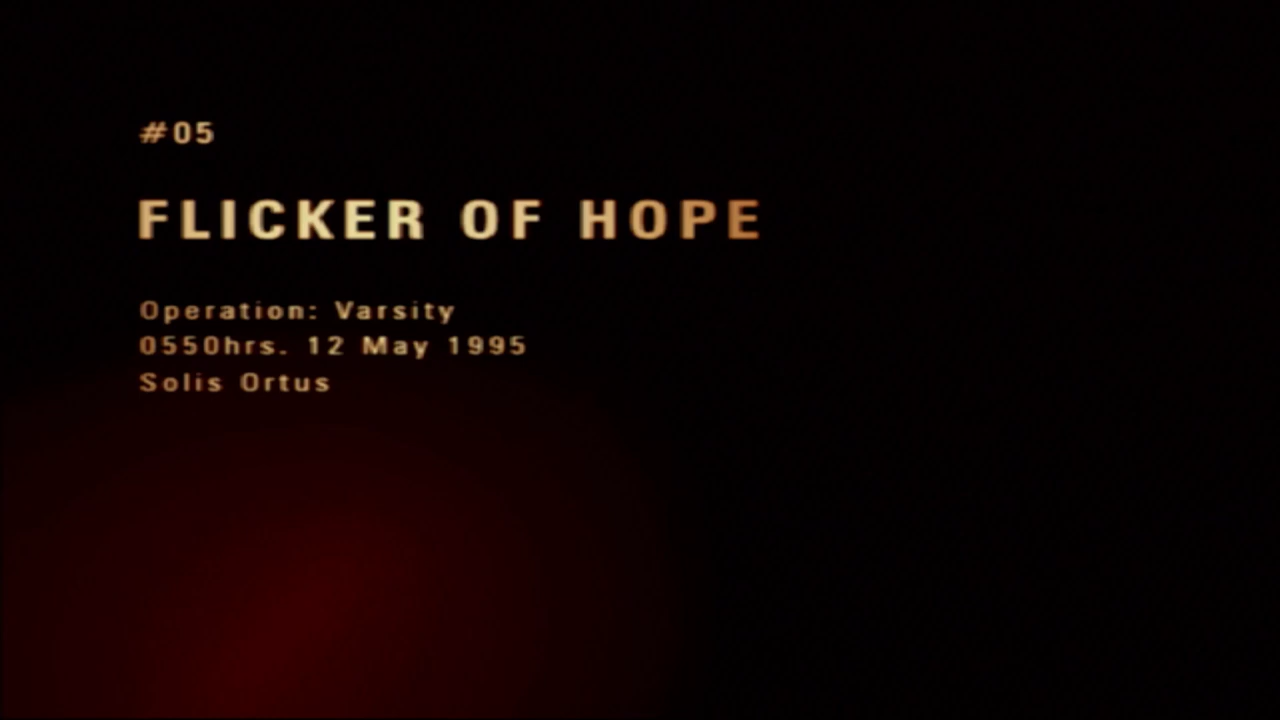 #05
FLICKER OF HOPE
Operation: Varsity
0550hrs. 12 May 1995
Solis Ortus